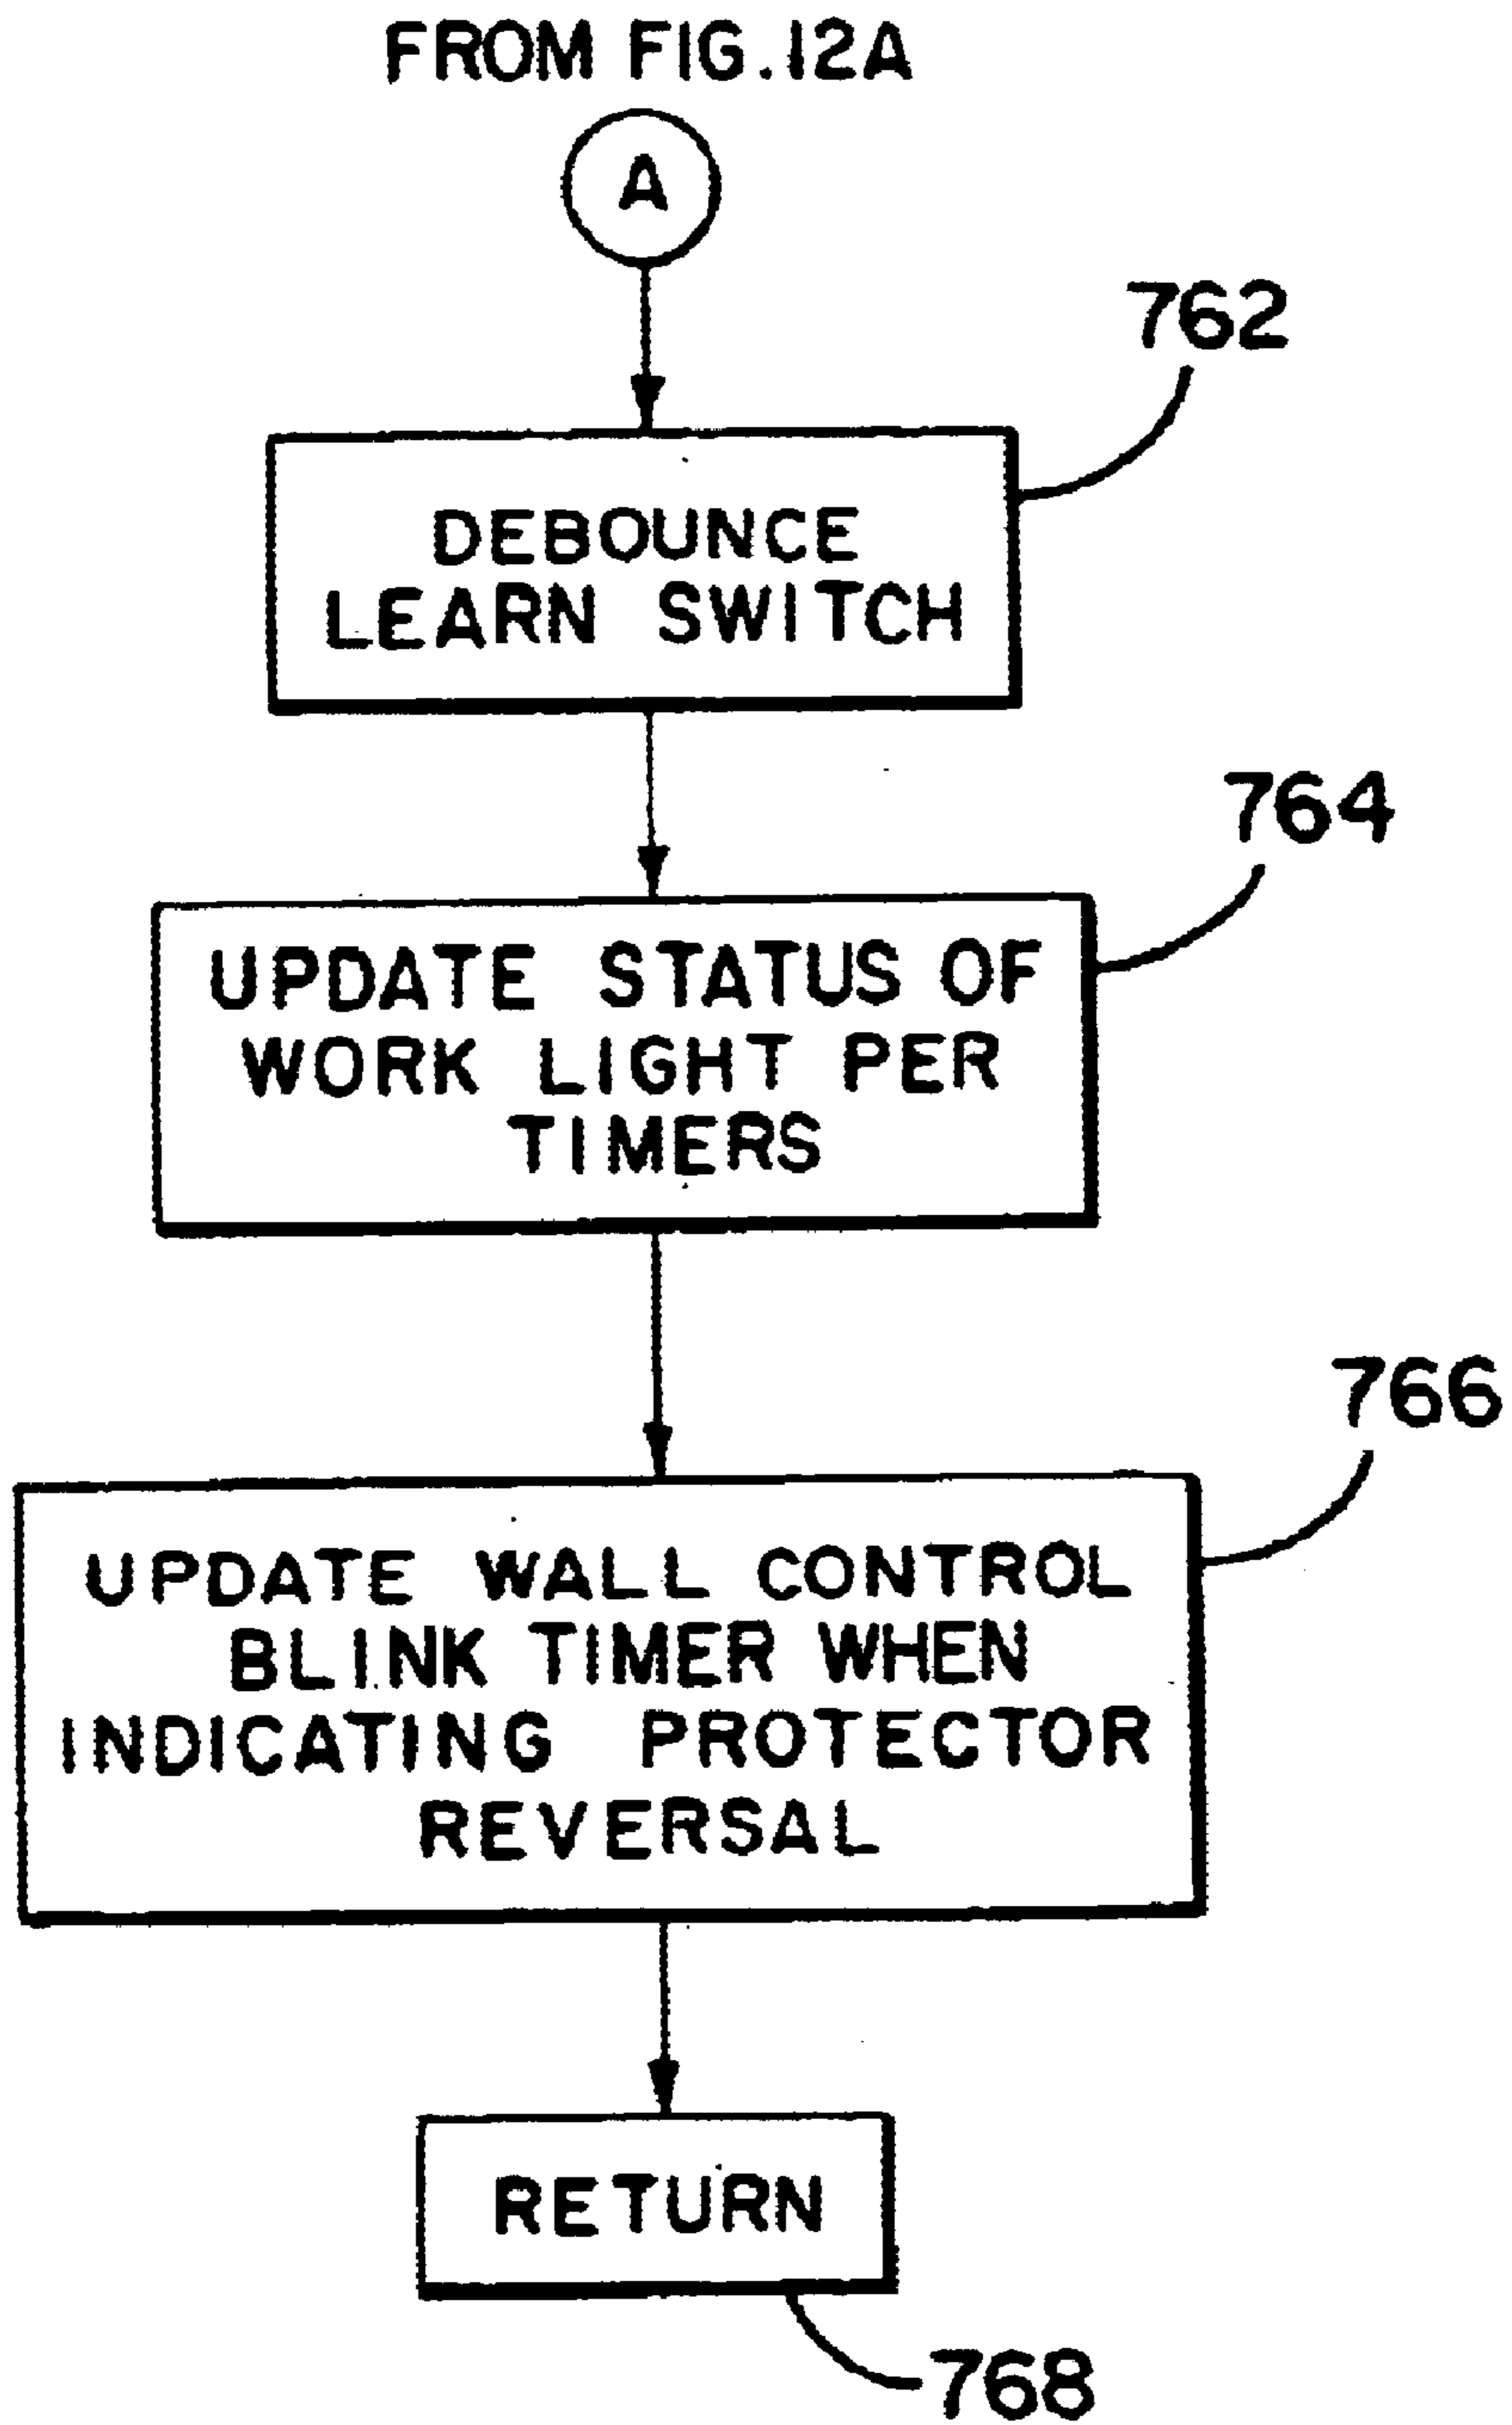 FROM FIG.12A
A
762
DEBOUNCE
LEARN SWITCH
764
UPDATE STATUS OF
WORK LIGHT PER
TIMERS
766
UPDATE WALL CONTROL
BLINK TIMER WHEN
INDICATING PROTECTOR
REVERSAL
RETURN
768